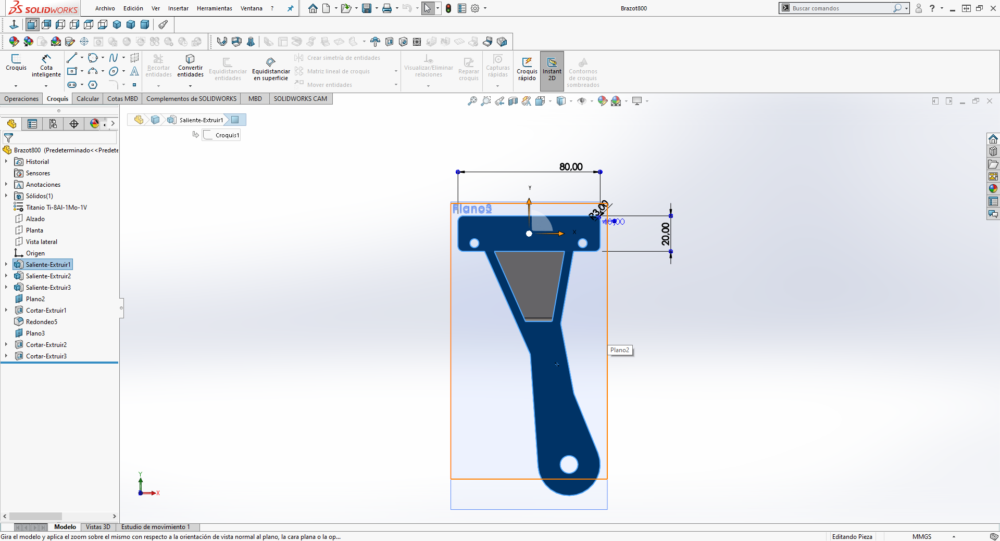 SOLIDWORKS
Archivo Edición Ver Insertar Herramientas Ventana ?
Brazot800
Buscar comandos
?
Croquis
Cota inteligente
Recortar entidades
Convertir entidades
Equidistanciar entidades
Equidistanciar en superficie
Crear simetría de entidades
Matriz lineal de croquis
Mover entidades
Visualizar/Eliminar relaciones
Reparar croquis
Capturas rápidas
Croquis rápido
Instant 2D
Contornos de croquis sombreados
Operaciones Croquis Calcular Cotas MBD Complementos de SOLIDWORKS MBD SOLIDWORKS CAM
Saliente-Extruir1
Croquis1
Brazot800 (Predeterminado<<Predete
Historial
Sensores
Anotaciones
Sólidos(1)
Titanio Ti-8Al-1Mo-1V
Alzado
Planta
Vista lateral
Origen
Saliente-Extruir1
Saliente-Extruir2
Saliente-Extruir3
Plano2
Cortar-Extruir1
Redondeo5
Plano3
Cortar-Extruir2
Cortar-Extruir3
80,00
Y
R3,00
40,00
X
20,00
Plano2
Y
X
Modelo Vistas 3D Estudio de movimiento 1
Gira el modelo y aplica el zoom sobre el mismo con respecto a la orientación de vista normal al plano, la cara plana o la op...
Editando Pieza MMGS